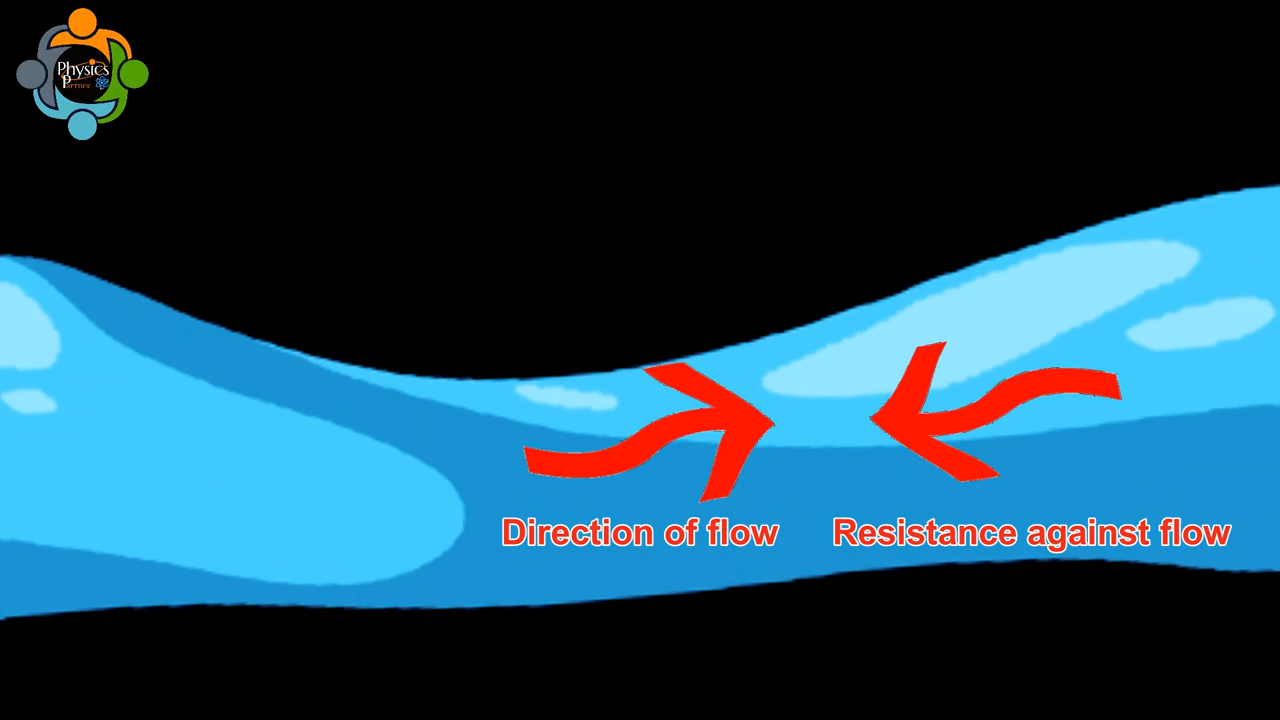 Physics
Partner
Direction of flow
Resistance against flow